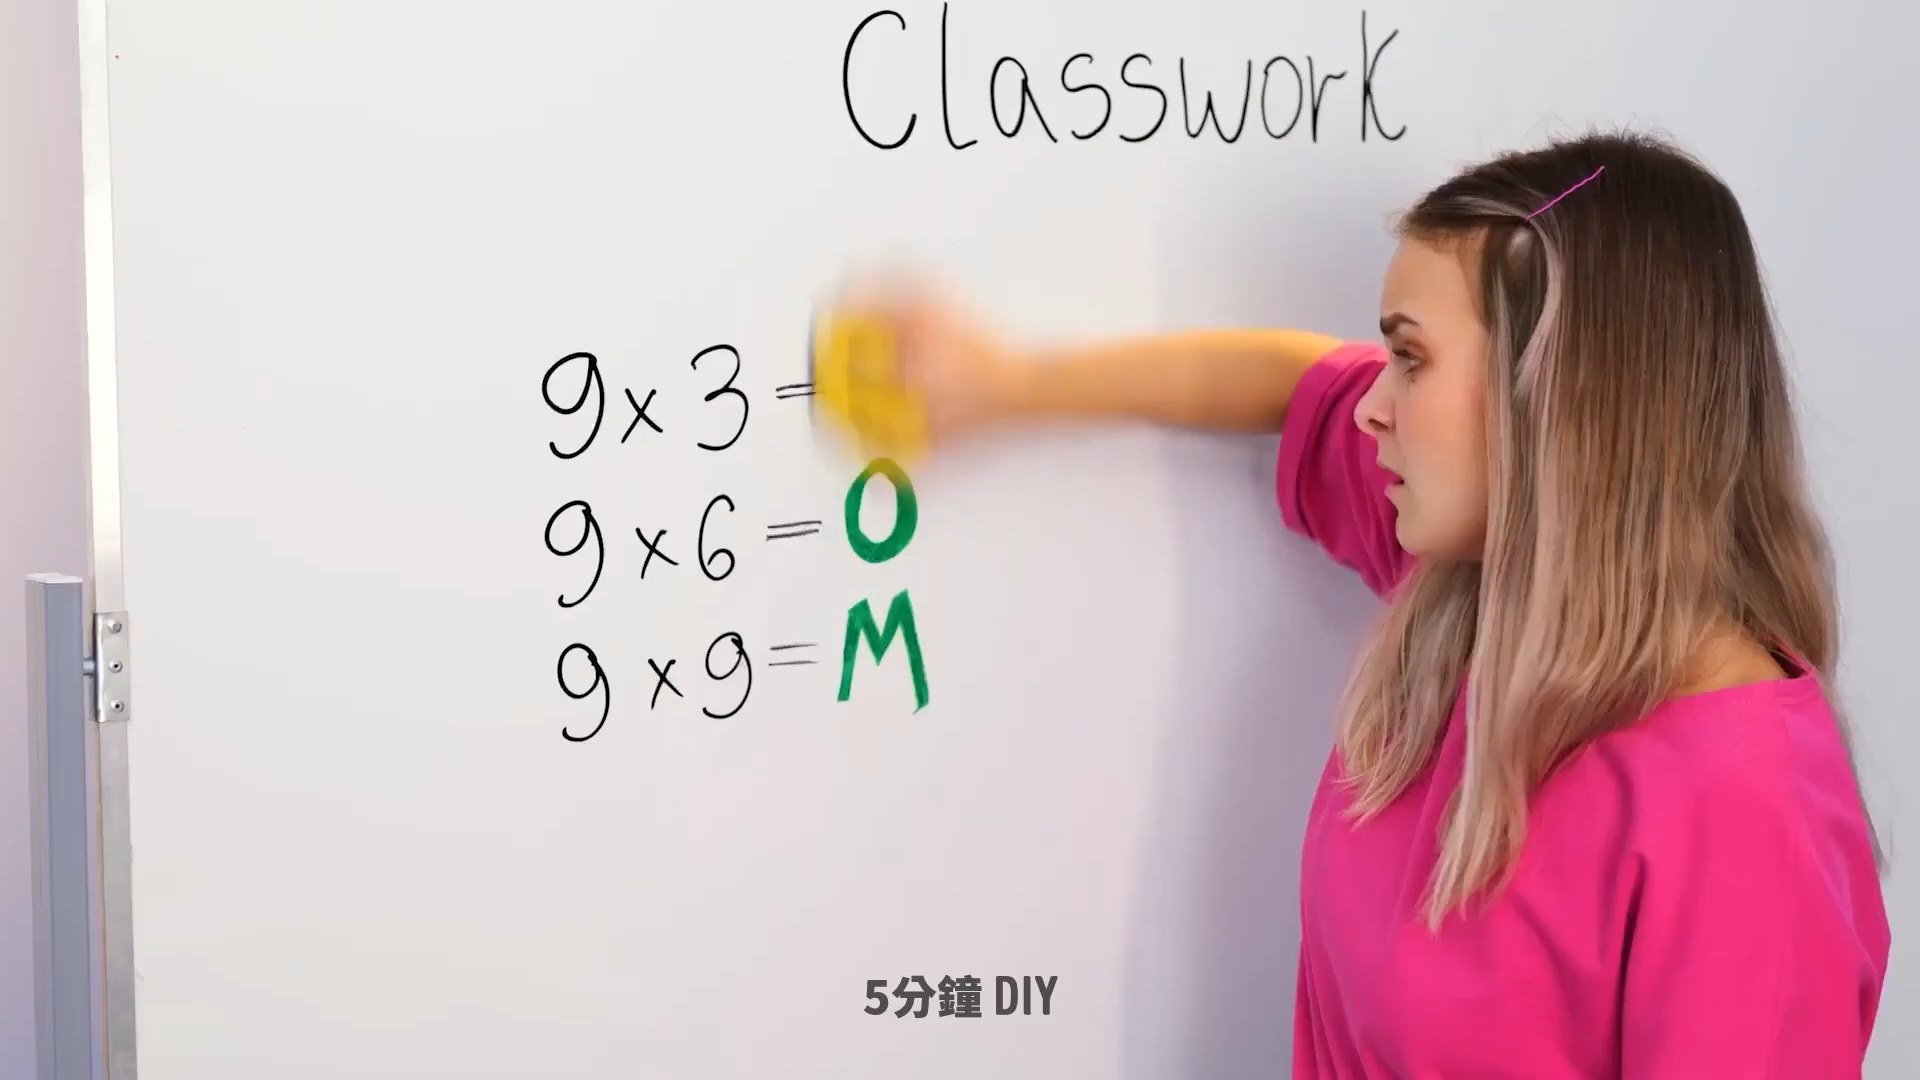 Classwork
9 x 3 =
9 x 6 = O
9 x 9 = M
5分鐘 DIY